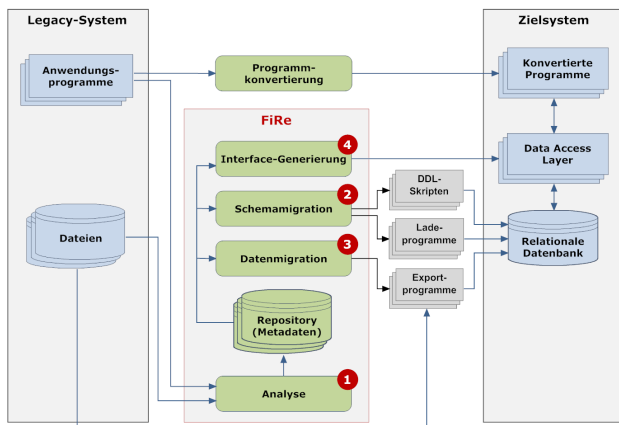 Legacy-System
Zielsystem
Anwendungs-
programme
Programm-
konvertierung
Konvertierte
Programme
FiRe
4
Interface-Generierung
Data Access
Layer
2
Schemamigration
DDL-
Skripten
3
Datenmigration
Lade-
programme
Dateien
Relationale
Datenbank
Export-
programme
Repository
(Metadaten)
1
Analyse